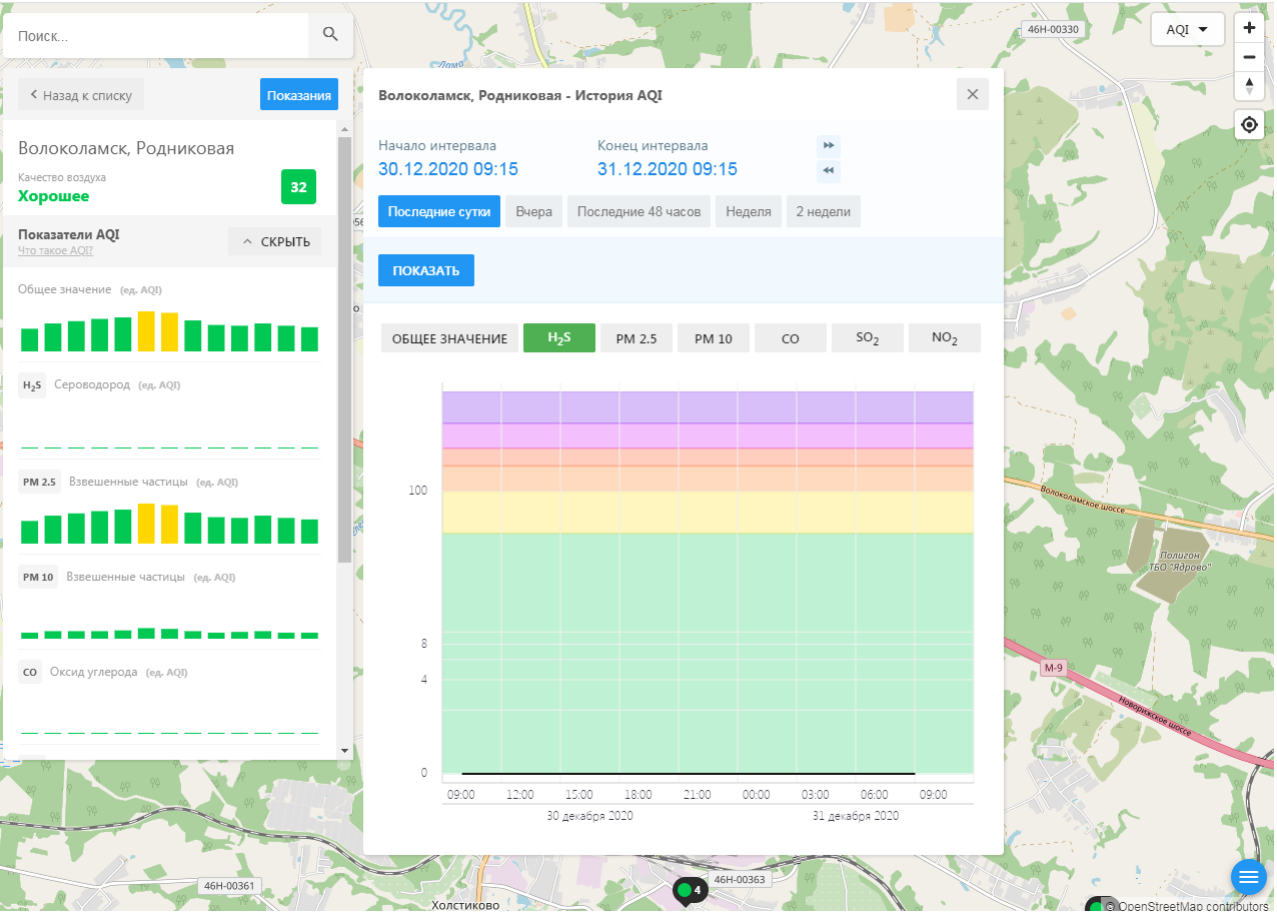 Поиск...
46Н-00330
AQI
Лама
Назад к списку
Показания
Волоколамск, Родниковая - История AQI
Волоколамск, Родниковая
Качество воздуха
Хорошее
32
Начало интервала
Конец интервала
30.12.2020 09:15
31.12.2020 09:15
Последние сутки
Вчера
Последние 48 часов
Неделя
2 недели
Показатели AQI
Что такое AQI?
СКРЫТЬ
ПОКАЗАТЬ
Общее значение (ед. AQI)
ОБЩЕЕ ЗНАЧЕНИЕ
H2S
PM 2.5
PM 10
CO
SO2
NO2
H2S Сероводород (ед. AQI)
PM 2.5 Взвешенные частицы (ед. AQI)
PM 10 Взвешенные частицы (ед. AQI)
CO Оксид углерода (ед. AQI)
100
8
4
0
09:00
12:00
15:00
18:00
21:00
00:00
03:00
06:00
09:00
30 декабря 2020
31 декабря 2020
Волоколамское шоссе
Полигон
ТБО "Ядрово"
М-9
Новорижское шоссе
46Н-00361
46Н-00363
4
Холстиково
© OpenStreetMap contributors